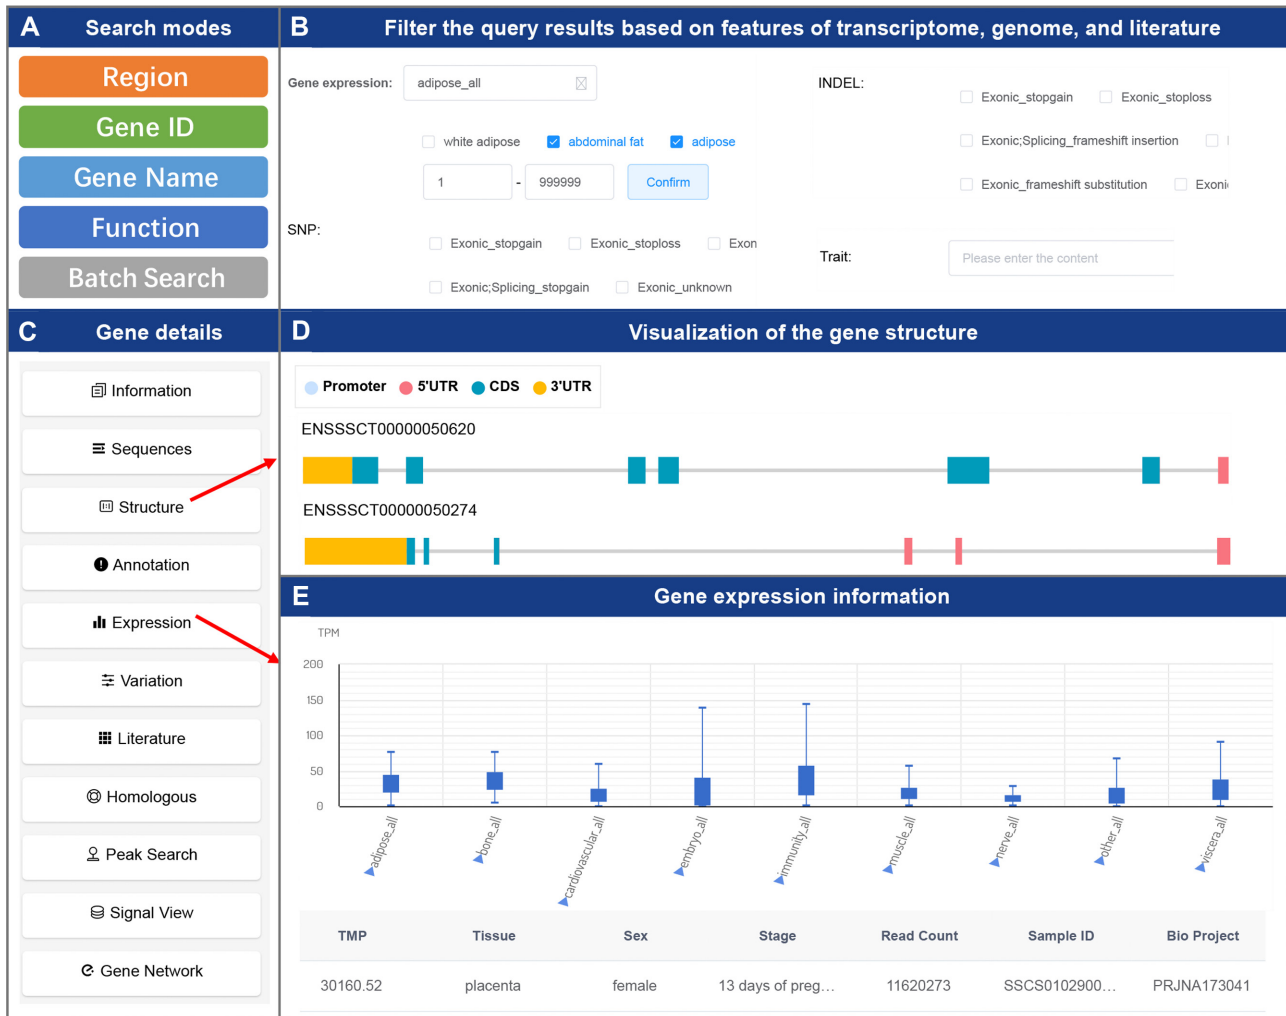 A Search modes
Region
Gene ID
Gene Name
Function
Batch Search
B Filter the query results based on features of transcriptome, genome, and literature
Gene expression: adipose_all
white adipose abdominal fat adipose
1 - 999999 Confirm
SNP:
Exonic_stopgain Exonic_stoploss Exon
Exonic;Splicing_stopgain Exonic_unknown
INDEL:
Exonic_stopgain Exonic_stoploss
Exonic;Splicing_frameshift insertion
Exonic_frameshift substitution Exoni
Trait: Please enter the content
C Gene details
Information
Sequences
Structure
Annotation
Expression
Variation
Literature
Homologous
Peak Search
Signal View
Gene Network
D Visualization of the gene structure
Promoter 5'UTR CDS 3'UTR
ENSSSCT00000050620
ENSSSCT00000050274
E Gene expression information
TPM
200
150
100
50
0
adipose_all bone_all cardiovascular_all embryo_all immunity_all muscle_all nerve_all other_all viscera_all
TMP Tissue Sex Stage Read Count Sample ID Bio Project
30160.52 placenta female 13 days of preg... 11620273 SSCS0102900... PRJNA173041